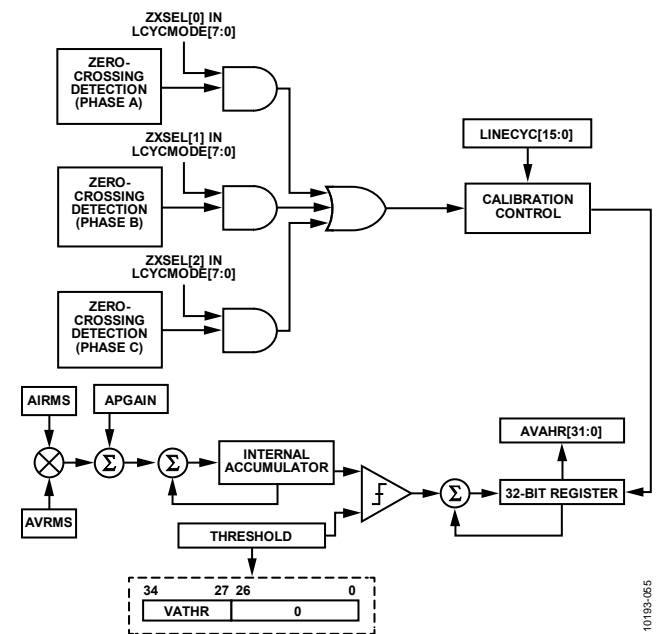 ZXSEL[0] IN
LCYCMODE[7:0]
ZERO-
CROSSING
DETECTION
(PHASE A)
ZXSEL[1] IN
LCYCMODE[7:0]
ZERO-
CROSSING
DETECTION
(PHASE B)
ZXSEL[2] IN
LCYCMODE[7:0]
ZERO-
CROSSING
DETECTION
(PHASE C)
LINECYC[15:0]
CALIBRATION
CONTROL
AIRMS
APGAIN
AVRMS
Σ
Σ
INTERNAL
ACCUMULATOR
THRESHOLD
34 27 26 0
VATHR 0
Σ
AVAHR[31:0]
32-BIT REGISTER
10193-055